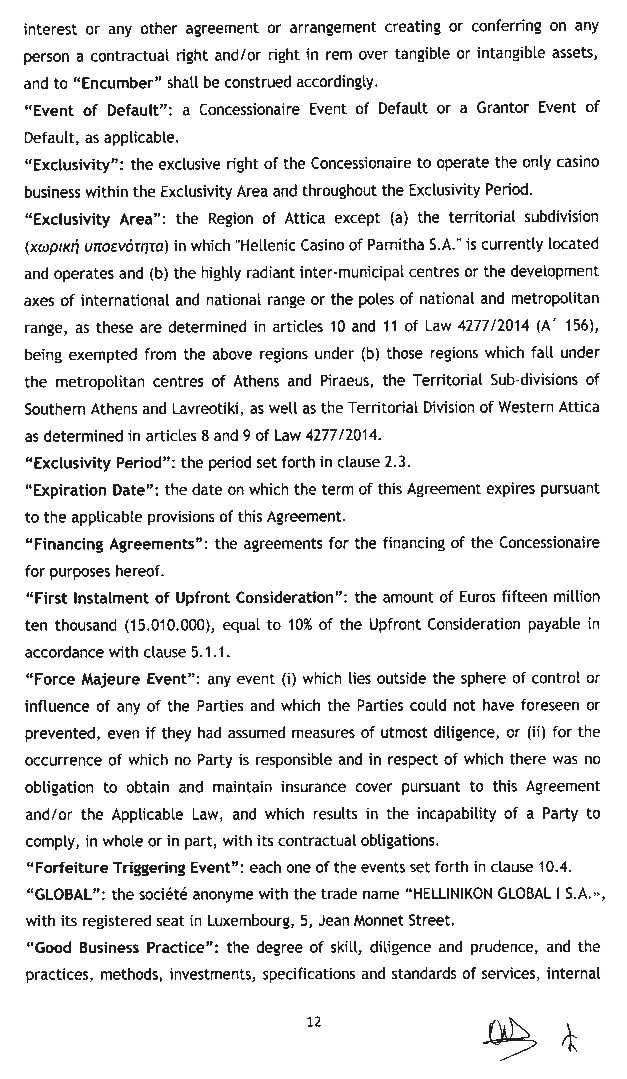 interest or any other agreement or arrangement creating or conferring on any
person a contractual right and/or right in rem over tangible or intangible assets,
and to “Encumber” shall be construed accordingly.
“Event of Default”: a Concessionaire Event of Default or a Grantor Event of
Default, as applicable.
“Exclusivity”: the exclusive right of the Concessionaire to operate the only casino
business within the Exclusivity Area and throughout the Exclusivity Period.
“Exclusivity Area”: the Region of Attica except (a) the territorial subdivision
(χωρική υποενότητα) in which "Hellenic Casino of Parnitha S.A." is currently located
and operates and (b) the highly radiant inter-municipal centres or the development
axes of international and national range or the poles of national and metropolitan
range, as these are determined in articles 10 and 11 of Law 4277/2014 (Α΄ 156),
being exempted from the above regions under (b) those regions which fall under
the metropolitan centres of Athens and Piraeus, the Territorial Sub-divisions of
Southern Athens and Lavreotiki, as well as the Territorial Division of Western Attica
as determined in articles 8 and 9 of Law 4277/2014.
“Exclusivity Period”: the period set forth in clause 2.3.
“Expiration Date”: the date on which the term of this Agreement expires pursuant
to the applicable provisions of this Agreement.
“Financing Agreements”: the agreements for the financing of the Concessionaire
for purposes hereof.
“First Instalment of Upfront Consideration”: the amount of Euros fifteen million
ten thousand (15.010.000), equal to 10% of the Upfront Consideration payable in
accordance with clause 5.1.1.
“Force Majeure Event”: any event (i) which lies outside the sphere of control or
influence of any of the Parties and which the Parties could not have foreseen or
prevented, even if they had assumed measures of utmost diligence, or (ii) for the
occurrence of which no Party is responsible and in respect of which there was no
obligation to obtain and maintain insurance cover pursuant to this Agreement
and/or the Applicable Law, and which results in the incapability of a Party to
comply, in whole or in part, with its contractual obligations.
“Forfeiture Triggering Event”: each one of the events set forth in clause 10.4.
“GLOBAL”: the société anonyme with the trade name “HELLINIKON GLOBAL I S.A.»,
with its registered seat in Luxembourg, 5, Jean Monnet Street.
“Good Business Practice”: the degree of skill, diligence and prudence, and the
practices, methods, investments, specifications and standards of services, internal
12